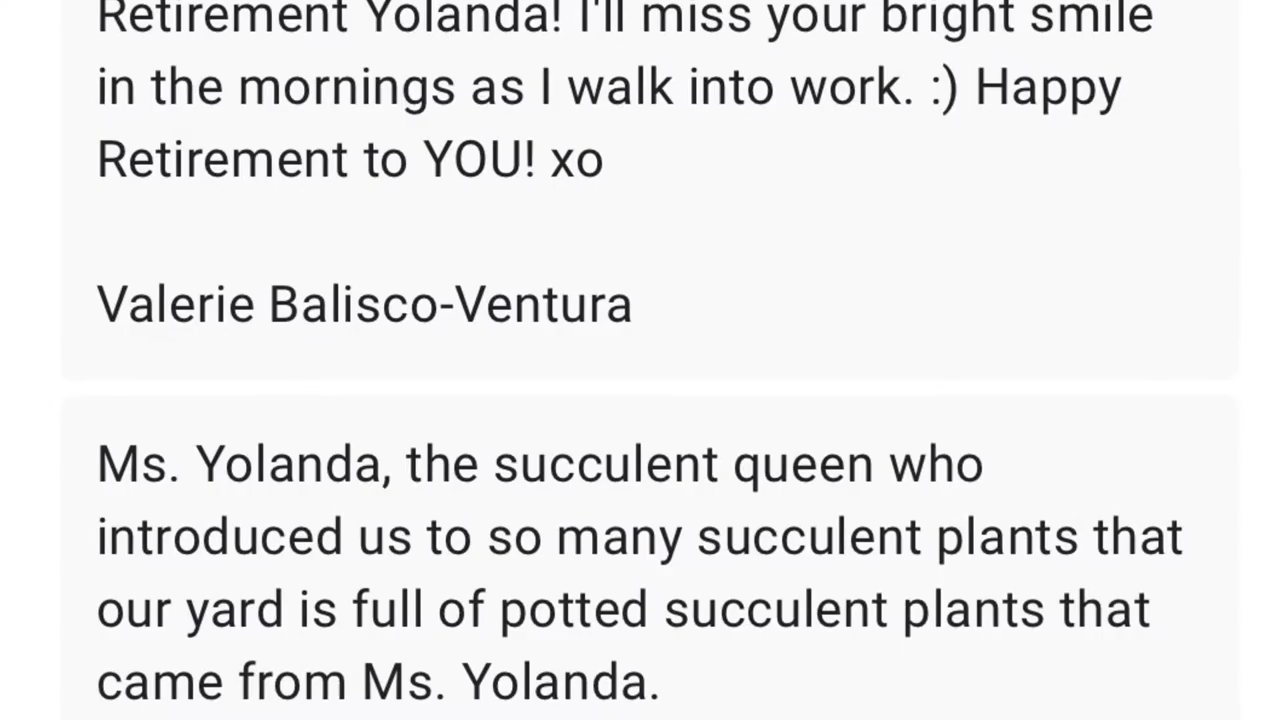 Retirement Yolanda! I'll miss your bright smile
in the mornings as I walk into work. :) Happy
Retirement to YOU! xo
Valerie Balisco-Ventura
Ms. Yolanda, the succulent queen who
introduced us to so many succulent plants that
our yard is full of potted succulent plants that
came from Ms. Yolanda.